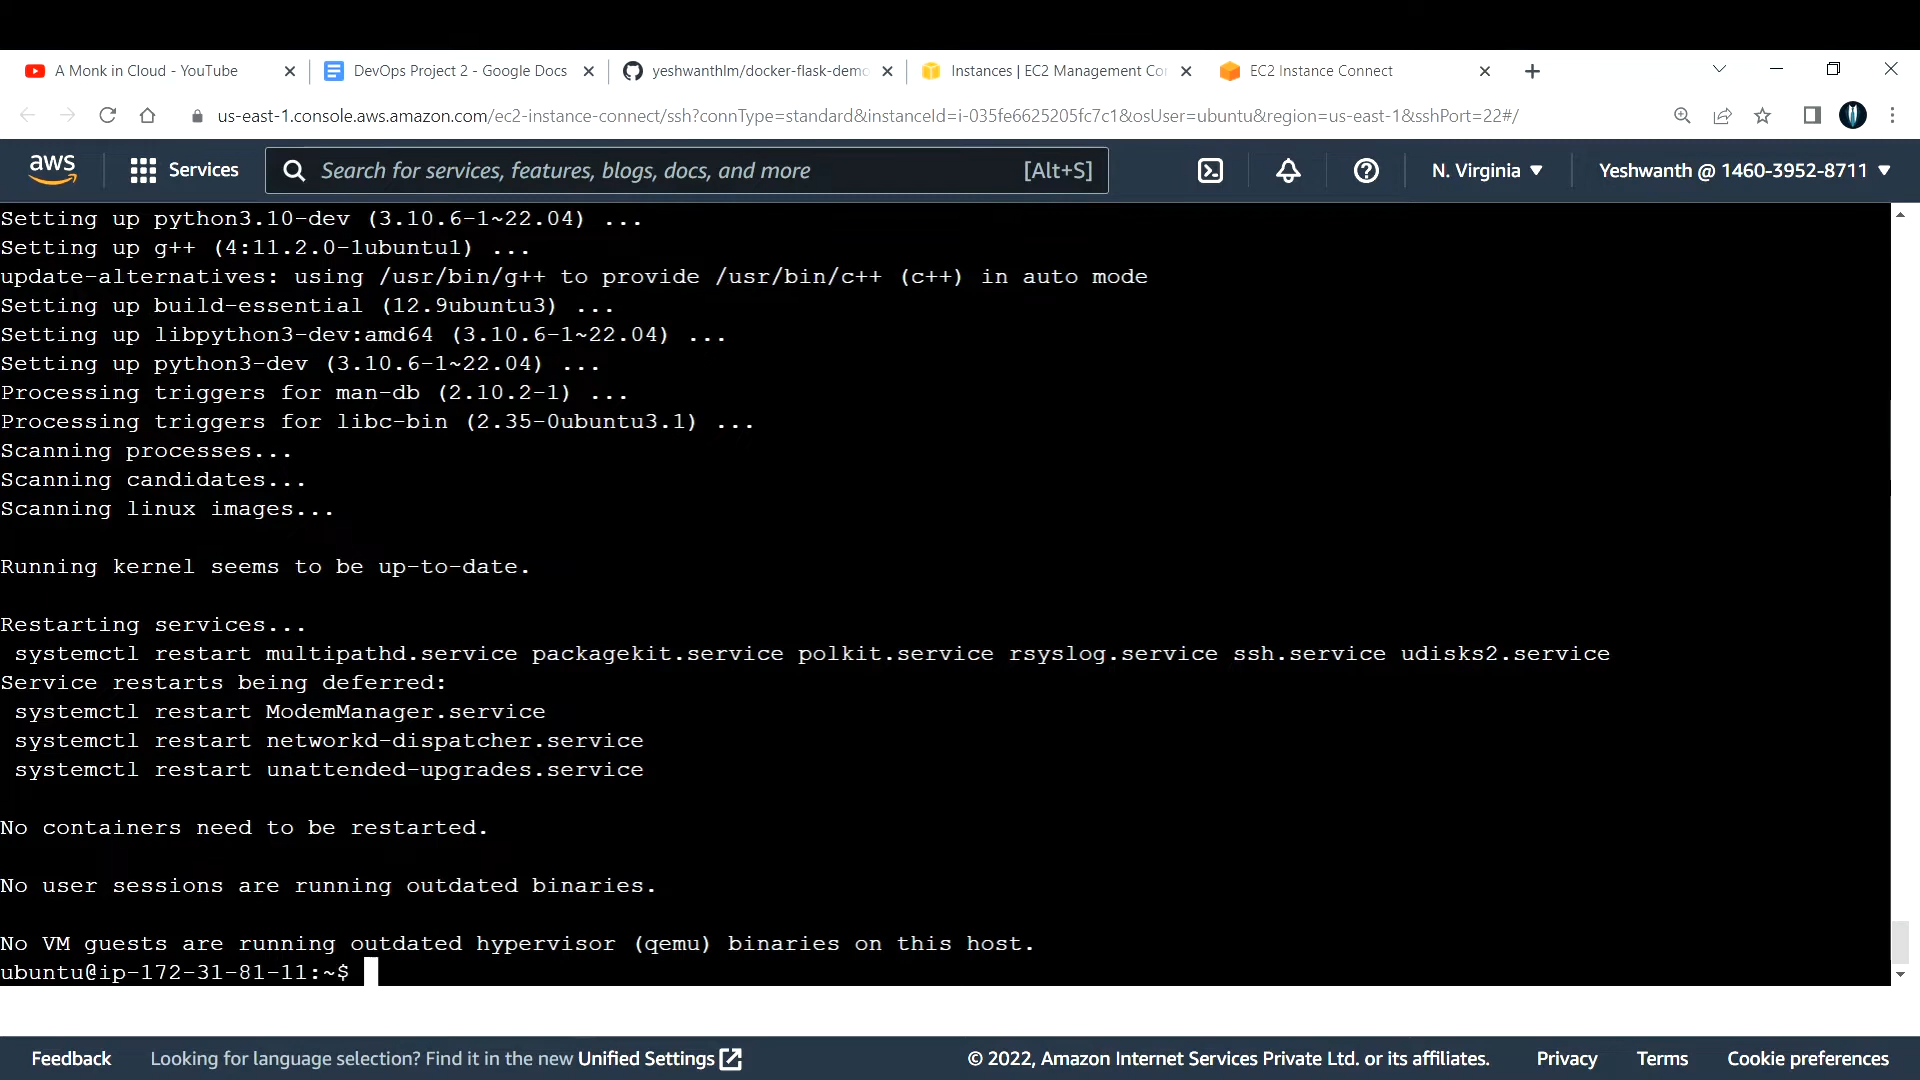 A Monk in Cloud - YouTube
DevOps Project 2 - Google Docs
yeshwanthlm/docker-flask-demo
Instances | EC2 Management Co
EC2 Instance Connect
us-east-1.console.aws.amazon.com/ec2-instance-connect/ssh?connType=standard&instanceId=i-035fe6625205fc7c1&osUser=ubuntu&region=us-east-1&sshPort=22#/
aws
Services
Search for services, features, blogs, docs, and more
[Alt+S]
N. Virginia
Yeshwanth @ 1460-3952-8711
Setting up python3.10-dev (3.10.6-1~22.04) ...
Setting up g++ (4:11.2.0-1ubuntu1) ...
update-alternatives: using /usr/bin/g++ to provide /usr/bin/c++ (c++) in auto mode
Setting up build-essential (12.9ubuntu3) ...
Setting up libpython3-dev:amd64 (3.10.6-1~22.04) ...
Setting up python3-dev (3.10.6-1~22.04) ...
Processing triggers for man-db (2.10.2-1) ...
Processing triggers for libc-bin (2.35-0ubuntu3.1) ...
Scanning processes...
Scanning candidates...
Scanning linux images...
Running kernel seems to be up-to-date.
Restarting services...
systemctl restart multipathd.service packagekit.service polkit.service rsyslog.service ssh.service udisks2.service
Service restarts being deferred:
systemctl restart ModemManager.service
systemctl restart networkd-dispatcher.service
systemctl restart unattended-upgrades.service
No containers need to be restarted.
No user sessions are running outdated binaries.
No VM guests are running outdated hypervisor (qemu) binaries on this host.
ubuntu@ip-172-31-81-11:~$
Feedback
Looking for language selection? Find it in the new Unified Settings
© 2022, Amazon Internet Services Private Ltd. or its affiliates.
Privacy
Terms
Cookie preferences